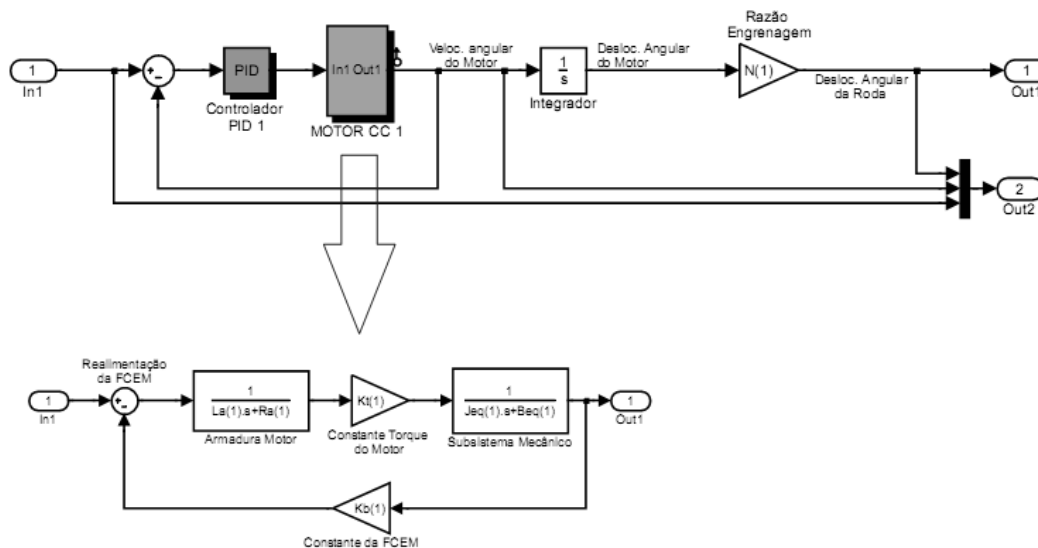 1
In1
+-
PID
Controlador
PID 1
In1 Out1
MOTOR CC 1
Veloc. angular
do Motor
1
s
Integrador
Desloc. Angular
do Motor
Razão
Engrenagem
N(1)
Desloc. Angular
da Roda
1
Out1
2
Out2
Realimentação
da FCEM
1
In1
+-
1
La(1).s+Ra(1)
Armadura Motor
Kt(1)
Constante Torque
do Motor
1
Jeq(1).s+Beq(1)
Subsistema Mecânico
1
Out1
Kb(1)
Constante da FCEM